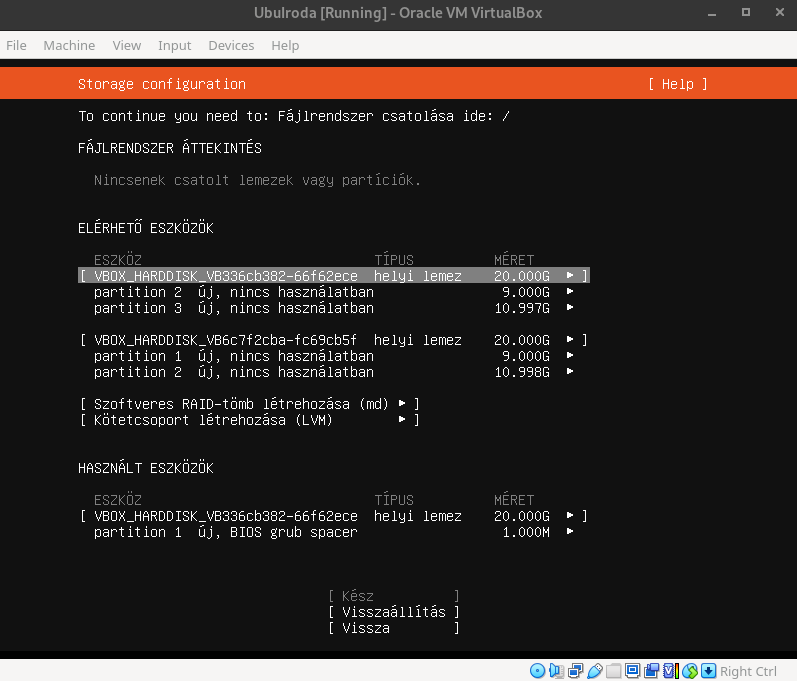 UbuIroda [Running] - Oracle VM VirtualBox
File Machine View Input Devices Help
Storage configuration [ Help ]
To continue you need to: Fájlrendszer csatolása ide: /
FÁJLRENDSZER ÁTTEKINTÉS
Nincsenek csatolt lemezek vagy partíciók.
ELÉRHETŐ ESZKÖZÖK
ESZKÖZ TÍPUS MÉRET
[ VBOX_HARDDISK_VB336cb382-66f62ece helyi lemez 20.000G ▸ ]
partition 2 új, nincs használatban 9.000G ▸
partition 3 új, nincs használatban 10.997G ▸
[ VBOX_HARDDISK_VB6c7f2cba-fc69cb5f helyi lemez 20.000G ▸ ]
partition 1 új, nincs használatban 9.000G ▸
partition 2 új, nincs használatban 10.998G ▸
[ Szoftveres RAID-tömb létrehozása (md) ▸ ]
[ Kötetcsoport létrehozása (LVM) ▸ ]
HASZNÁLT ESZKÖZÖK
ESZKÖZ TÍPUS MÉRET
[ VBOX_HARDDISK_VB336cb382-66f62ece helyi lemez 20.000G ▸ ]
partition 1 új, BIOS grub spacer 1.000M ▸
[ Kész ]
[ Visszaállítás ]
[ Vissza ]
Right Ctrl